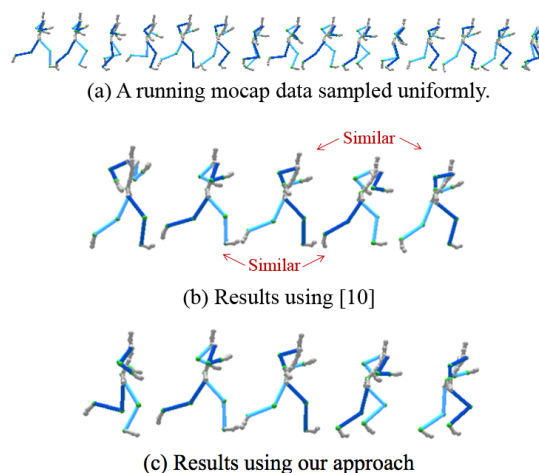 (a) A running mocap data sampled uniformly.
Similar
Similar
(b) Results using [10]
(c) Results using our approach